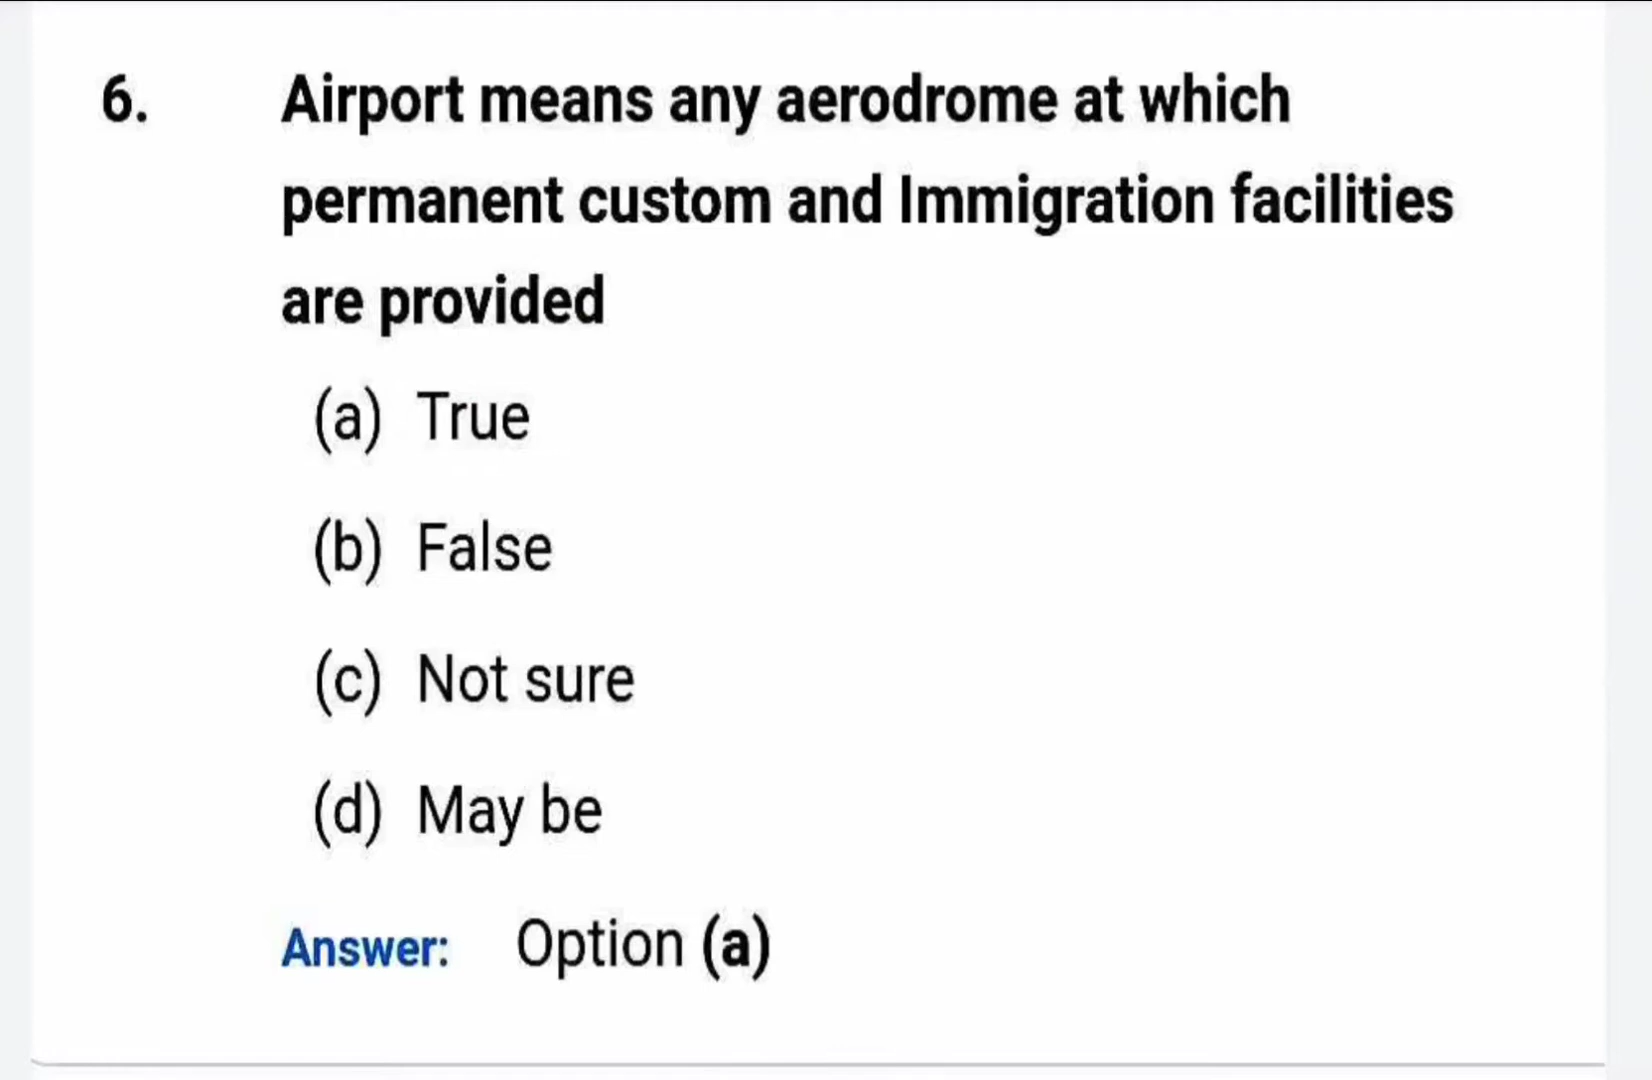 6. Airport means any aerodrome at which
permanent custom and Immigration facilities
are provided
(a) True
(b) False
(c) Not sure
(d) May be
Answer: Option (a)